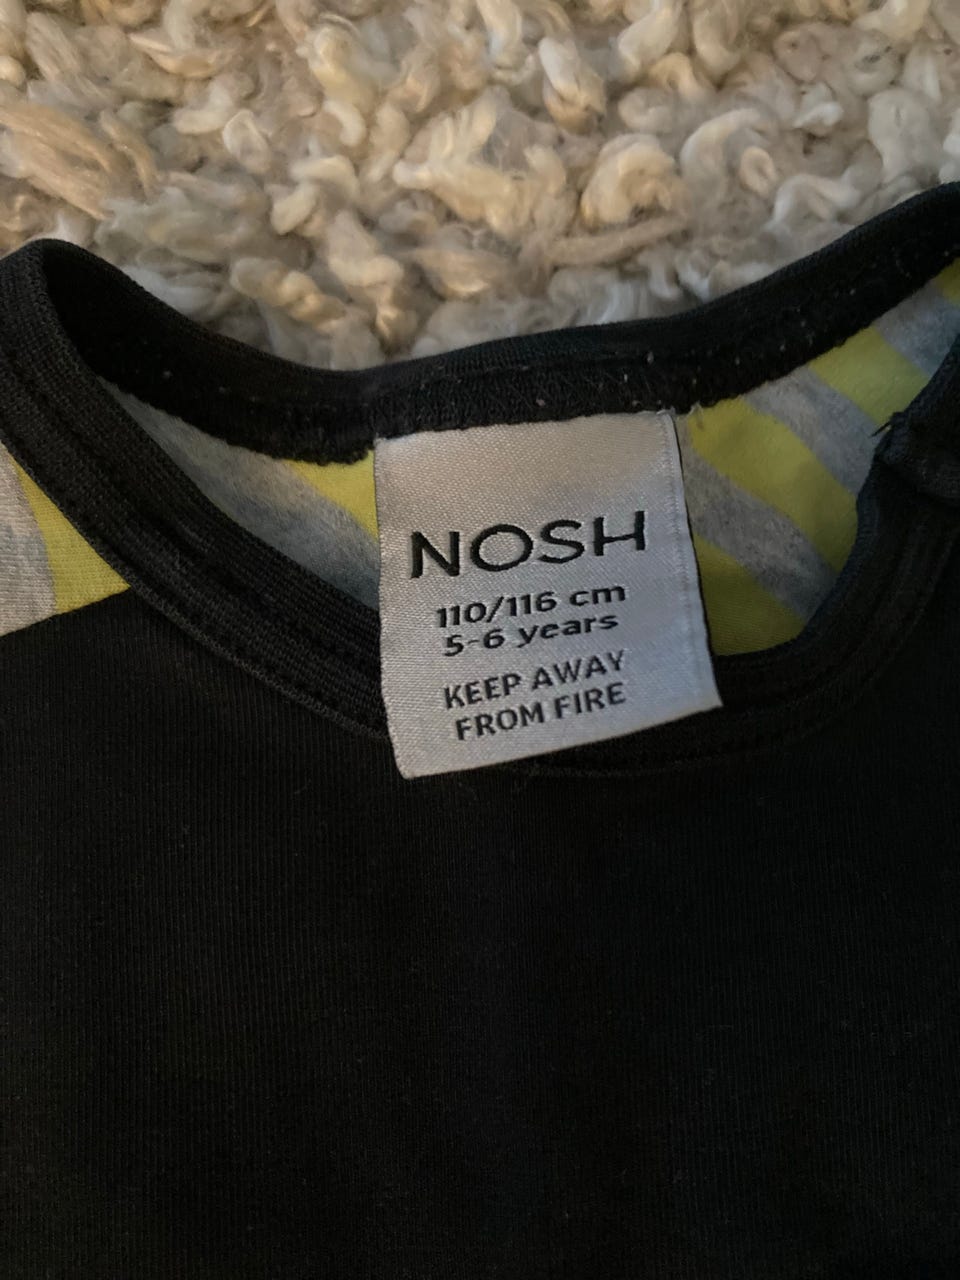 NOSH
110/116 cm
5-6 years
KEEP AWAY
FROM FIRE